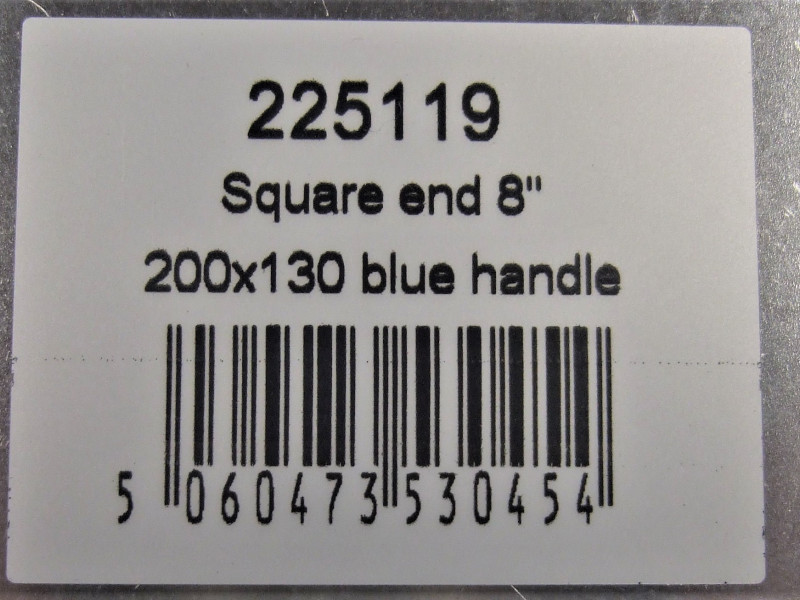 225119
Square end 8"
200x130 blue handle
5 060473 530454